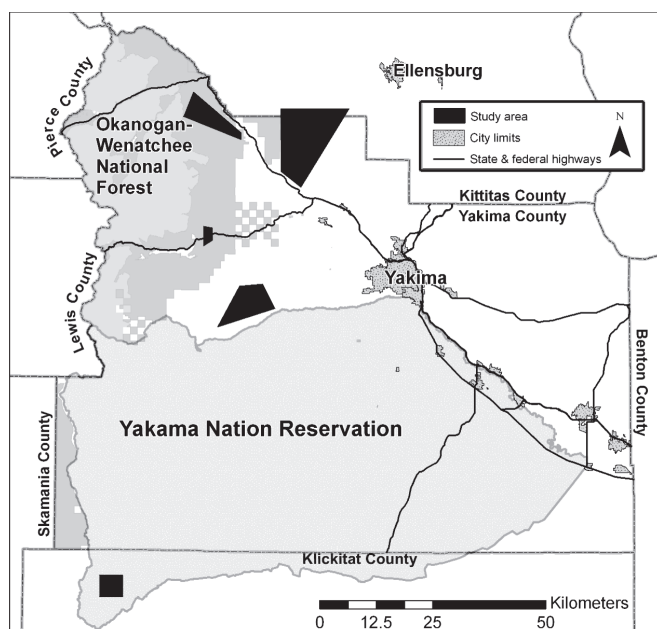 Pierce County
Ellensburg
Study area
City limits
State & federal highways
N
Okanogan-
Wenatchee
National
Forest
Kittitas County
Yakima County
Lewis County
Yakima
Benton County
Yakama Nation Reservation
Skamania County
Klickitat County
Kilometers
0 12.5 25 50